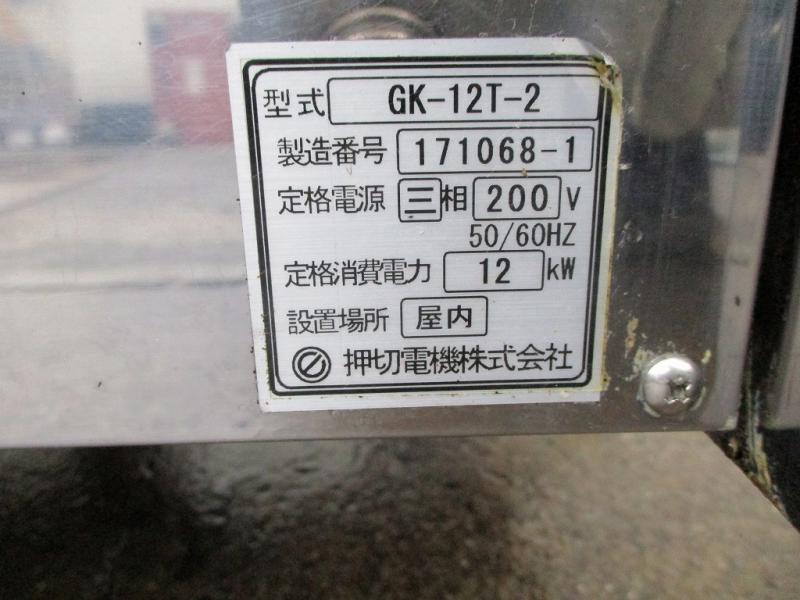 型式 GK-12T-2
製造番号 171068-1
定格電源 三相 200 V
50/60HZ
定格消費電力 12 kW
設置場所 屋内
押切電機株式会社